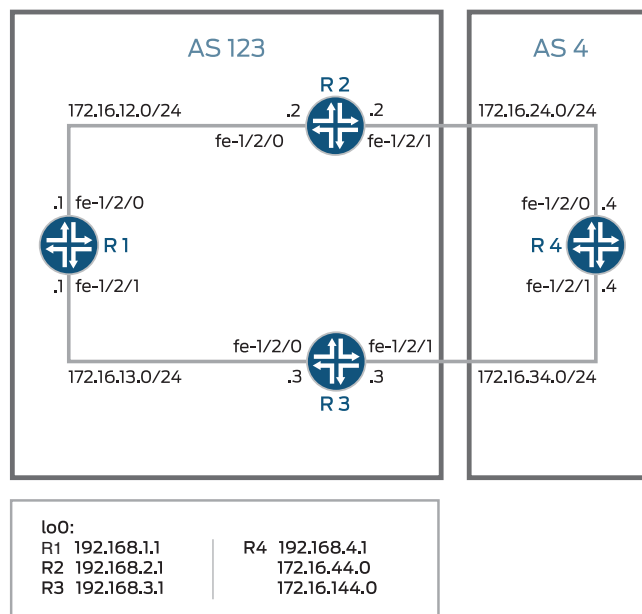 AS 123
AS 4
R 2
172.16.12.0/24
.2
.2
172.16.24.0/24
fe-1/2/0
fe-1/2/1
.1
fe-1/2/0
fe-1/2/0
.4
R 1
R 4
.1
fe-1/2/1
fe-1/2/1
.4
fe-1/2/0
fe-1/2/1
172.16.13.0/24
.3
.3
172.16.34.0/24
R 3
lo0:
R1 192.168.1.1
R2 192.168.2.1
R3 192.168.3.1
R4 192.168.4.1
172.16.44.0
172.16.144.0